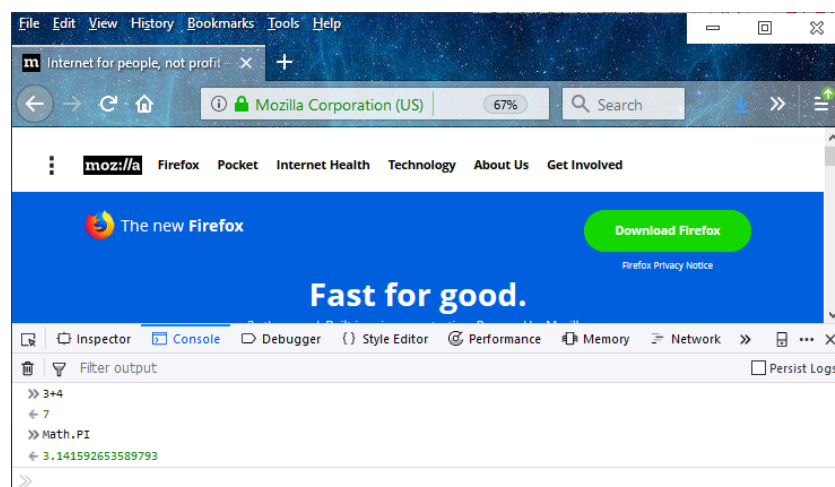 File Edit View History Bookmarks Tools Help
m Internet for people, not profit –
Mozilla Corporation (US) 67% Search
moz://a Firefox Pocket Internet Health Technology About Us Get Involved
The new Firefox
Download Firefox
Firefox Privacy Notice
Fast for good.
Inspector Console Debugger {} Style Editor Performance Memory Network
Filter output Persist Logs
3+4
7
Math.PI
3.141592653589793